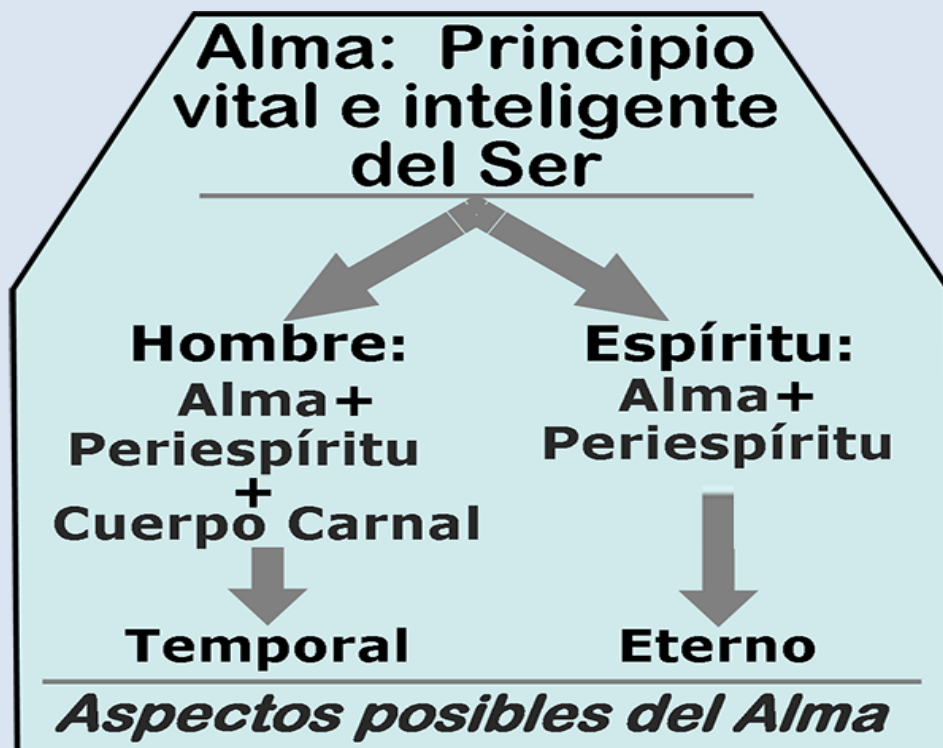 Alma: Principio
vital e inteligente
del Ser
Hombre:
Alma+
Periespíritu
+
Cuerpo Carnal
Temporal
Espíritu:
Alma+
Periespíritu
Eterno
Aspectos posibles del Alma